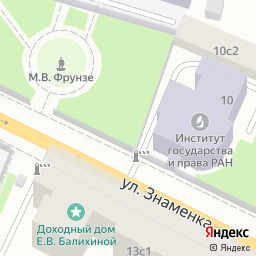 10с2
М.В. Фрунзе
10
Институт
государства
и права РАН
ул. Знаменка
Доходный дом
Е.В. Балихиной
13с1
Яндекс